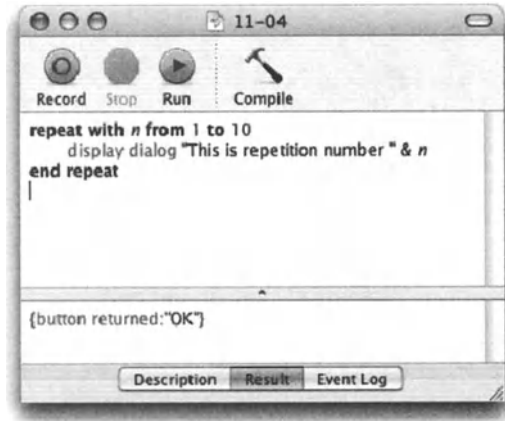 11-04
Record Stop Run Compile
repeat with n from 1 to 10
display dialog "This is repetition number " & n
end repeat
{button returned:"OK"}
Description Result Event Log